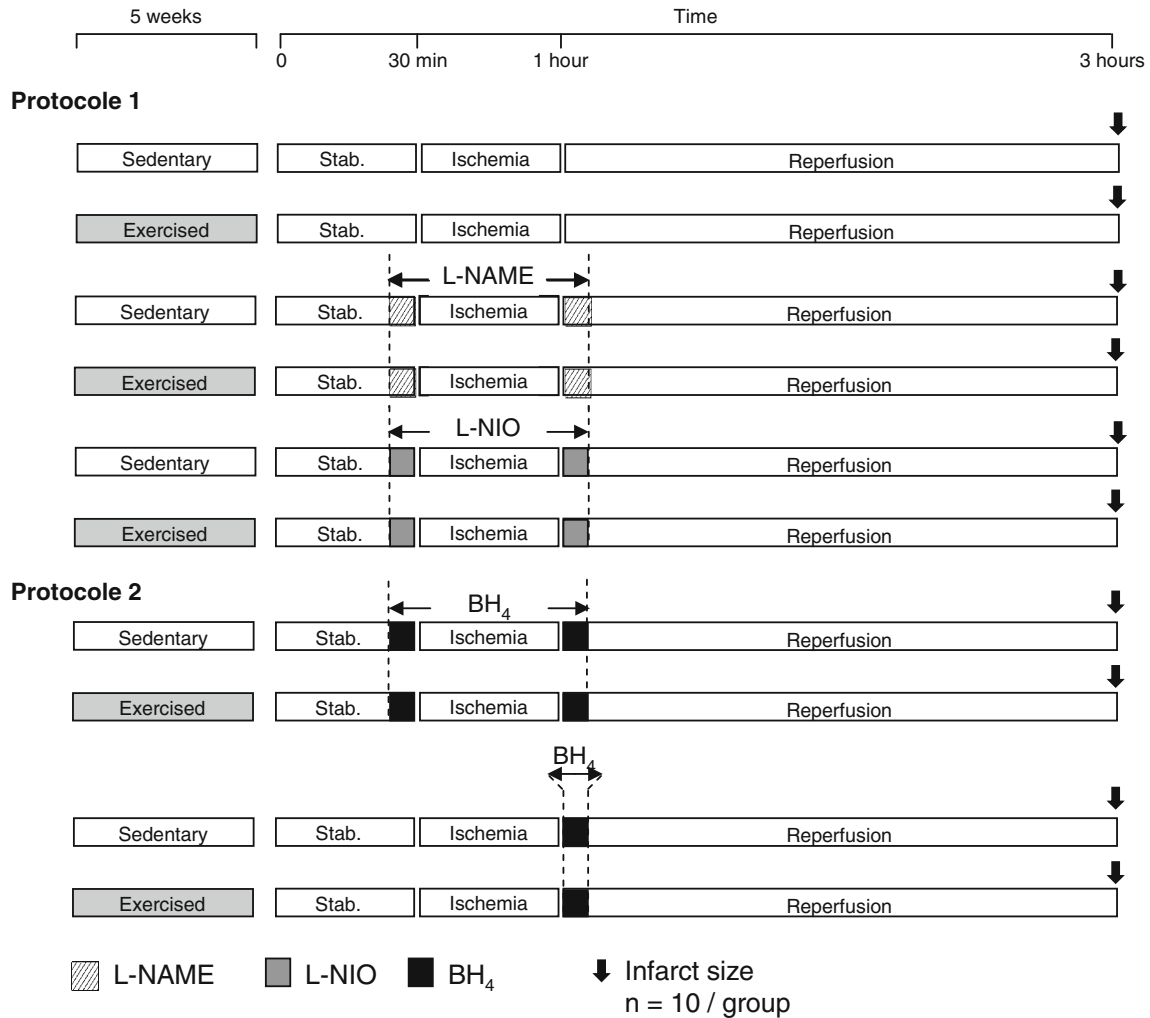 5 weeks Time
0 30 min 1 hour 3 hours
Protocole 1
Sedentary Stab. Ischemia Reperfusion
Exercised Stab. Ischemia Reperfusion
L-NAME
Sedentary Stab. Ischemia Reperfusion
Exercised Stab. Ischemia Reperfusion
L-NIO
Sedentary Stab. Ischemia Reperfusion
Exercised Stab. Ischemia Reperfusion
Protocole 2
BH₄
Sedentary Stab. Ischemia Reperfusion
Exercised Stab. Ischemia Reperfusion
BH₄
Sedentary Stab. Ischemia Reperfusion
Exercised Stab. Ischemia Reperfusion
L-NAME L-NIO BH₄ Infarct size
n = 10 / group